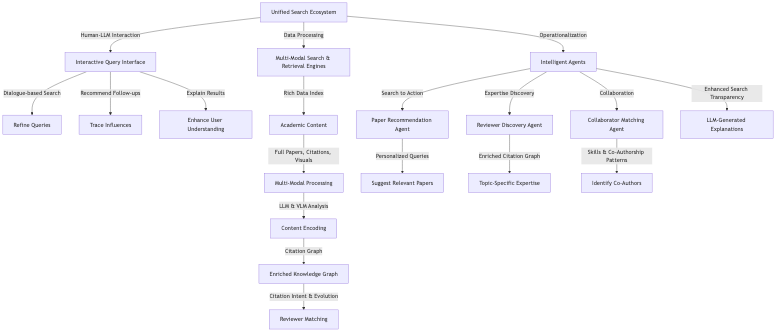 Unified Search Ecosystem
Human-LLM Interaction
Data Processing
Operationalization
Interactive Query Interface
Multi-Modal Search &
Retrieval Engines
Intelligent Agents
Dialogue-based Search
Recommend Follow-ups
Explain Results
Rich Data Index
Search to Action
Expertise Discovery
Collaboration
Enhanced Search
Transparency
Refine Queries
Trace Influences
Enhance User
Understanding
Academic Content
Paper Recommendation
Agent
Reviewer Discovery Agent
Collaborator Matching
Agent
LLM-Generated
Explanations
Full Papers, Citations,
Visuals
Personalized Queries
Enriched Citation Graph
Skills & Co-Authorship
Patterns
Multi-Modal Processing
Suggest Relevant Papers
Topic-Specific Expertise
Identify Co-Authors
LLM & VLM Analysis
Content Encoding
Citation Graph
Enriched Knowledge Graph
Citation Intent & Evolution
Reviewer Matching